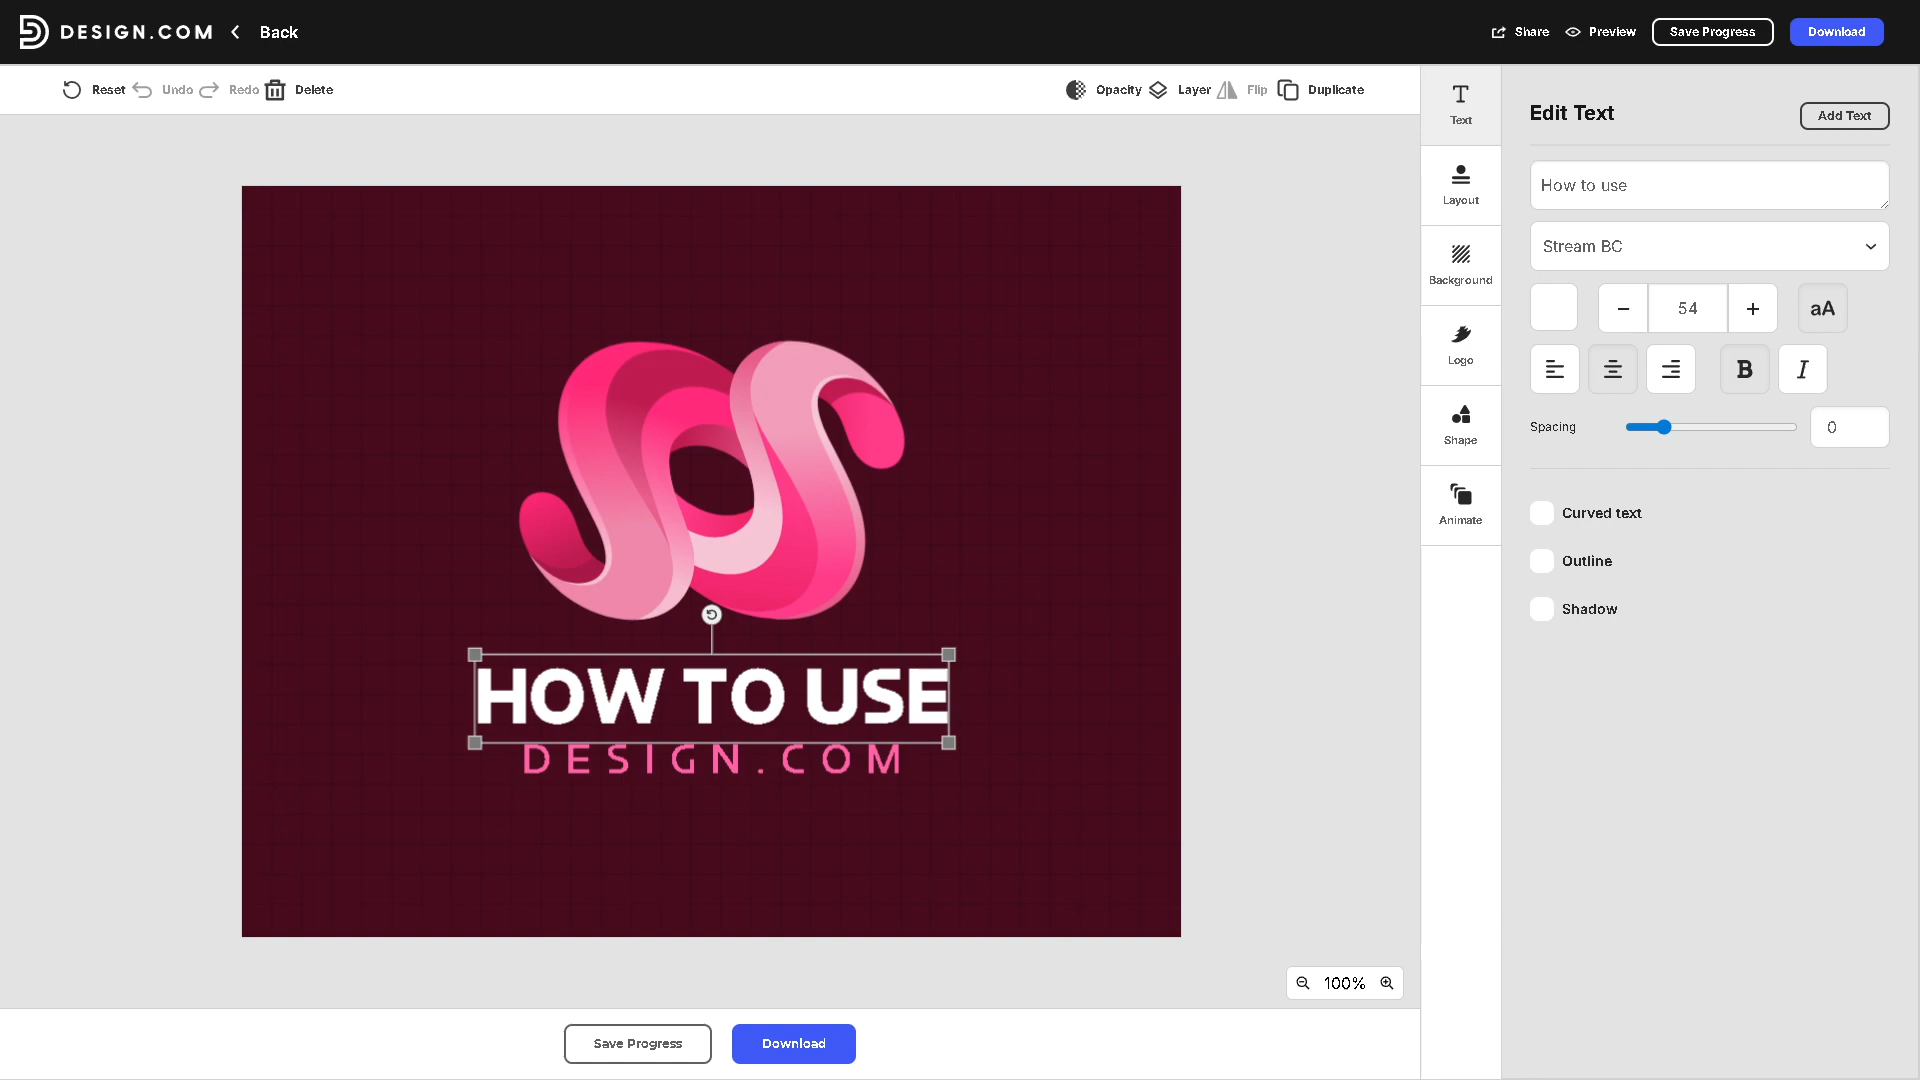 DESIGN.COM
Back
Share
Preview
Save Progress
Download
Reset
Undo
Redo
Delete
Opacity
Layer
Flip
Duplicate
Text
Layout
Background
Logo
Shape
Animate
Edit Text
Add Text
How to use
Stream BC
54
aA
B
I
Spacing
0
Curved text
Outline
Shadow
HOW TO USE
DESIGN.COM
100%
Save Progress
Download